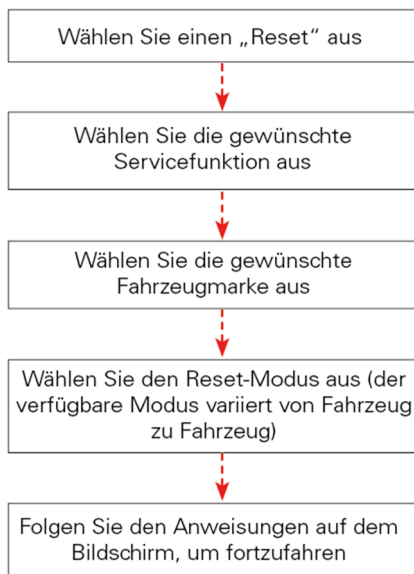 Wählen Sie einen „Reset“ aus
Wählen Sie die gewünschte
Servicefunktion aus
Wählen Sie die gewünschte
Fahrzeugmarke aus
Wählen Sie den Reset-Modus aus (der
verfügbare Modus variiert von Fahrzeug
zu Fahrzeug)
Folgen Sie den Anweisungen auf dem
Bildschirm, um fortzufahren